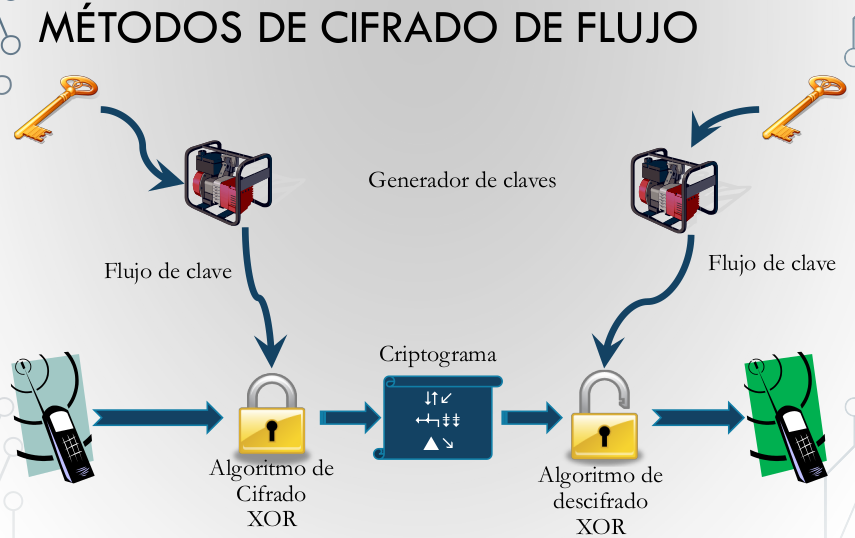 MÉTODOS DE CIFRADO DE FLUJO
Generador de claves
Flujo de clave
Flujo de clave
Criptograma
Algoritmo de
Cifrado
XOR
Algoritmo de
descifrado
XOR